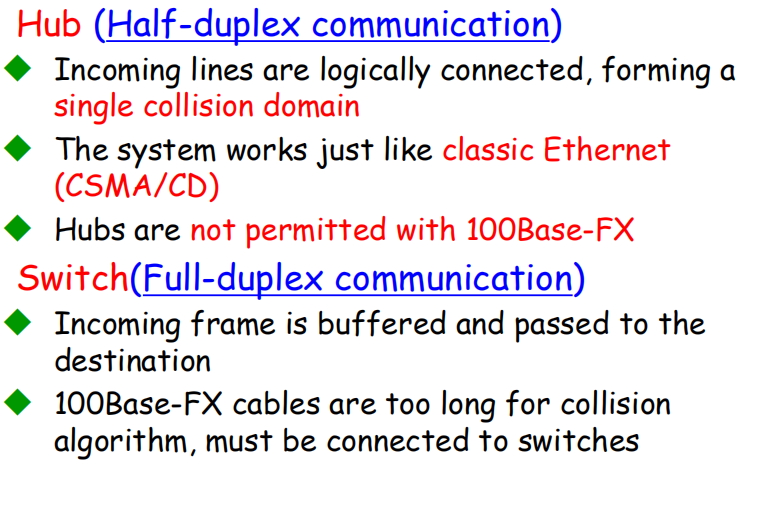 Hub (Half-duplex communication)
Incoming lines are logically connected, forming a
single collision domain
The system works just like classic Ethernet
(CSMA/CD)
Hubs are not permitted with 100Base-FX
Switch(Full-duplex communication)
Incoming frame is buffered and passed to the
destination
100Base-FX cables are too long for collision
algorithm, must be connected to switches